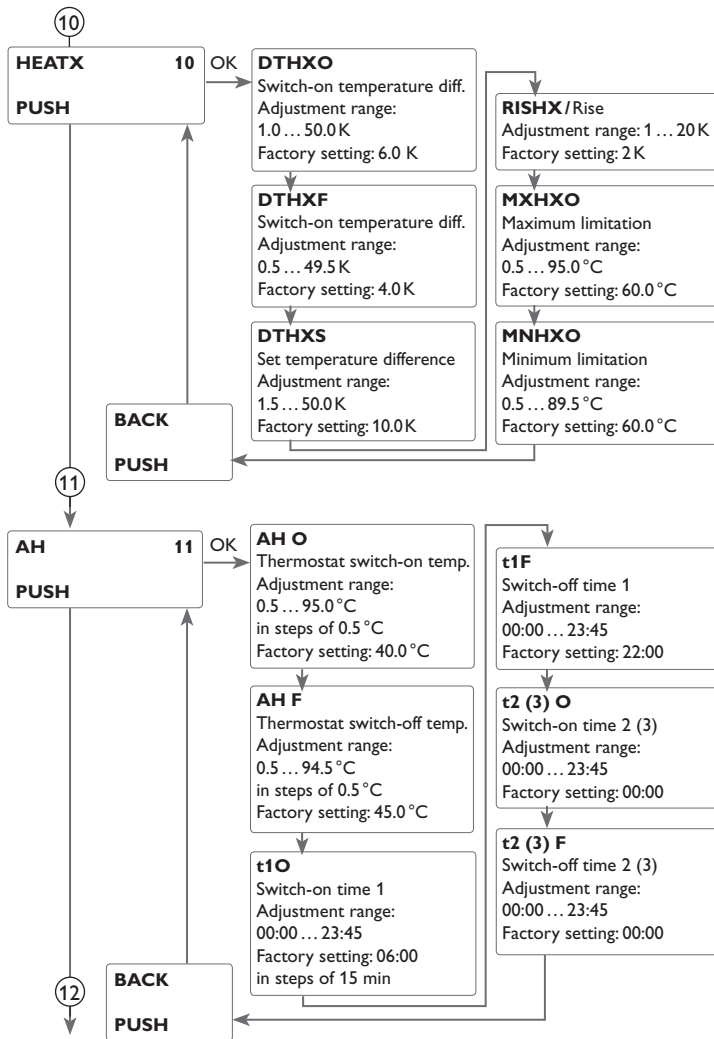 10
HEATX 10
PUSH
OK
DTHXO
Switch-on temperature diff.
Adjustment range:
1.0 … 50.0 K
Factory setting: 6.0 K
DTHXF
Switch-on temperature diff.
Adjustment range:
0.5 … 49.5 K
Factory setting: 4.0 K
DTHXS
Set temperature difference
Adjustment range:
1.5 … 50.0 K
Factory setting: 10.0 K
RISHX / Rise
Adjustment range: 1 … 20 K
Factory setting: 2 K
MXHXO
Maximum limitation
Adjustment range:
0.5 … 95.0 °C
Factory setting: 60.0 °C
MNHXO
Minimum limitation
Adjustment range:
0.5 … 89.5 °C
Factory setting: 60.0 °C
BACK
PUSH
11
AH 11
PUSH
OK
AH O
Thermostat switch-on temp.
Adjustment range:
0.5 … 95.0 °C
in steps of 0.5 °C
Factory setting: 40.0 °C
AH F
Thermostat switch-off temp.
Adjustment range:
0.5 … 94.5 °C
in steps of 0.5 °C
Factory setting: 45.0 °C
t1O
Switch-on time 1
Adjustment range:
00:00 … 23:45
Factory setting: 06:00
in steps of 15 min
t1F
Switch-off time 1
Adjustment range:
00:00 … 23:45
Factory setting: 22:00
t2 (3) O
Switch-on time 2 (3)
Adjustment range:
00:00 … 23:45
Factory setting: 00:00
t2 (3) F
Switch-off time 2 (3)
Adjustment range:
00:00 … 23:45
Factory setting: 00:00
BACK
PUSH
12